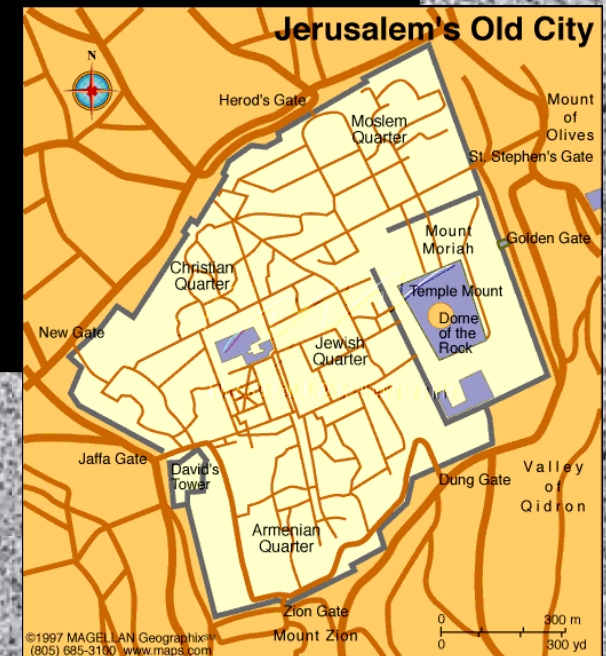 Jerusalem's Old City
N
Herod's Gate
Moslem
Quarter
Mount
of
Olives
St. Stephen's Gate
Mount
Moriah
Golden Gate
Christian
Quarter
Temple Mount
Dome
of the
Rock
New Gate
Jewish
Quarter
Jaffa Gate
David's
Tower
Dung Gate
Valley
of
Qidron
Armenian
Quarter
Zion Gate
Mount Zion
0 300 m
0 300 yd
©1997 MAGELLAN Geographix℠
(805) 685-3100 www.maps.com